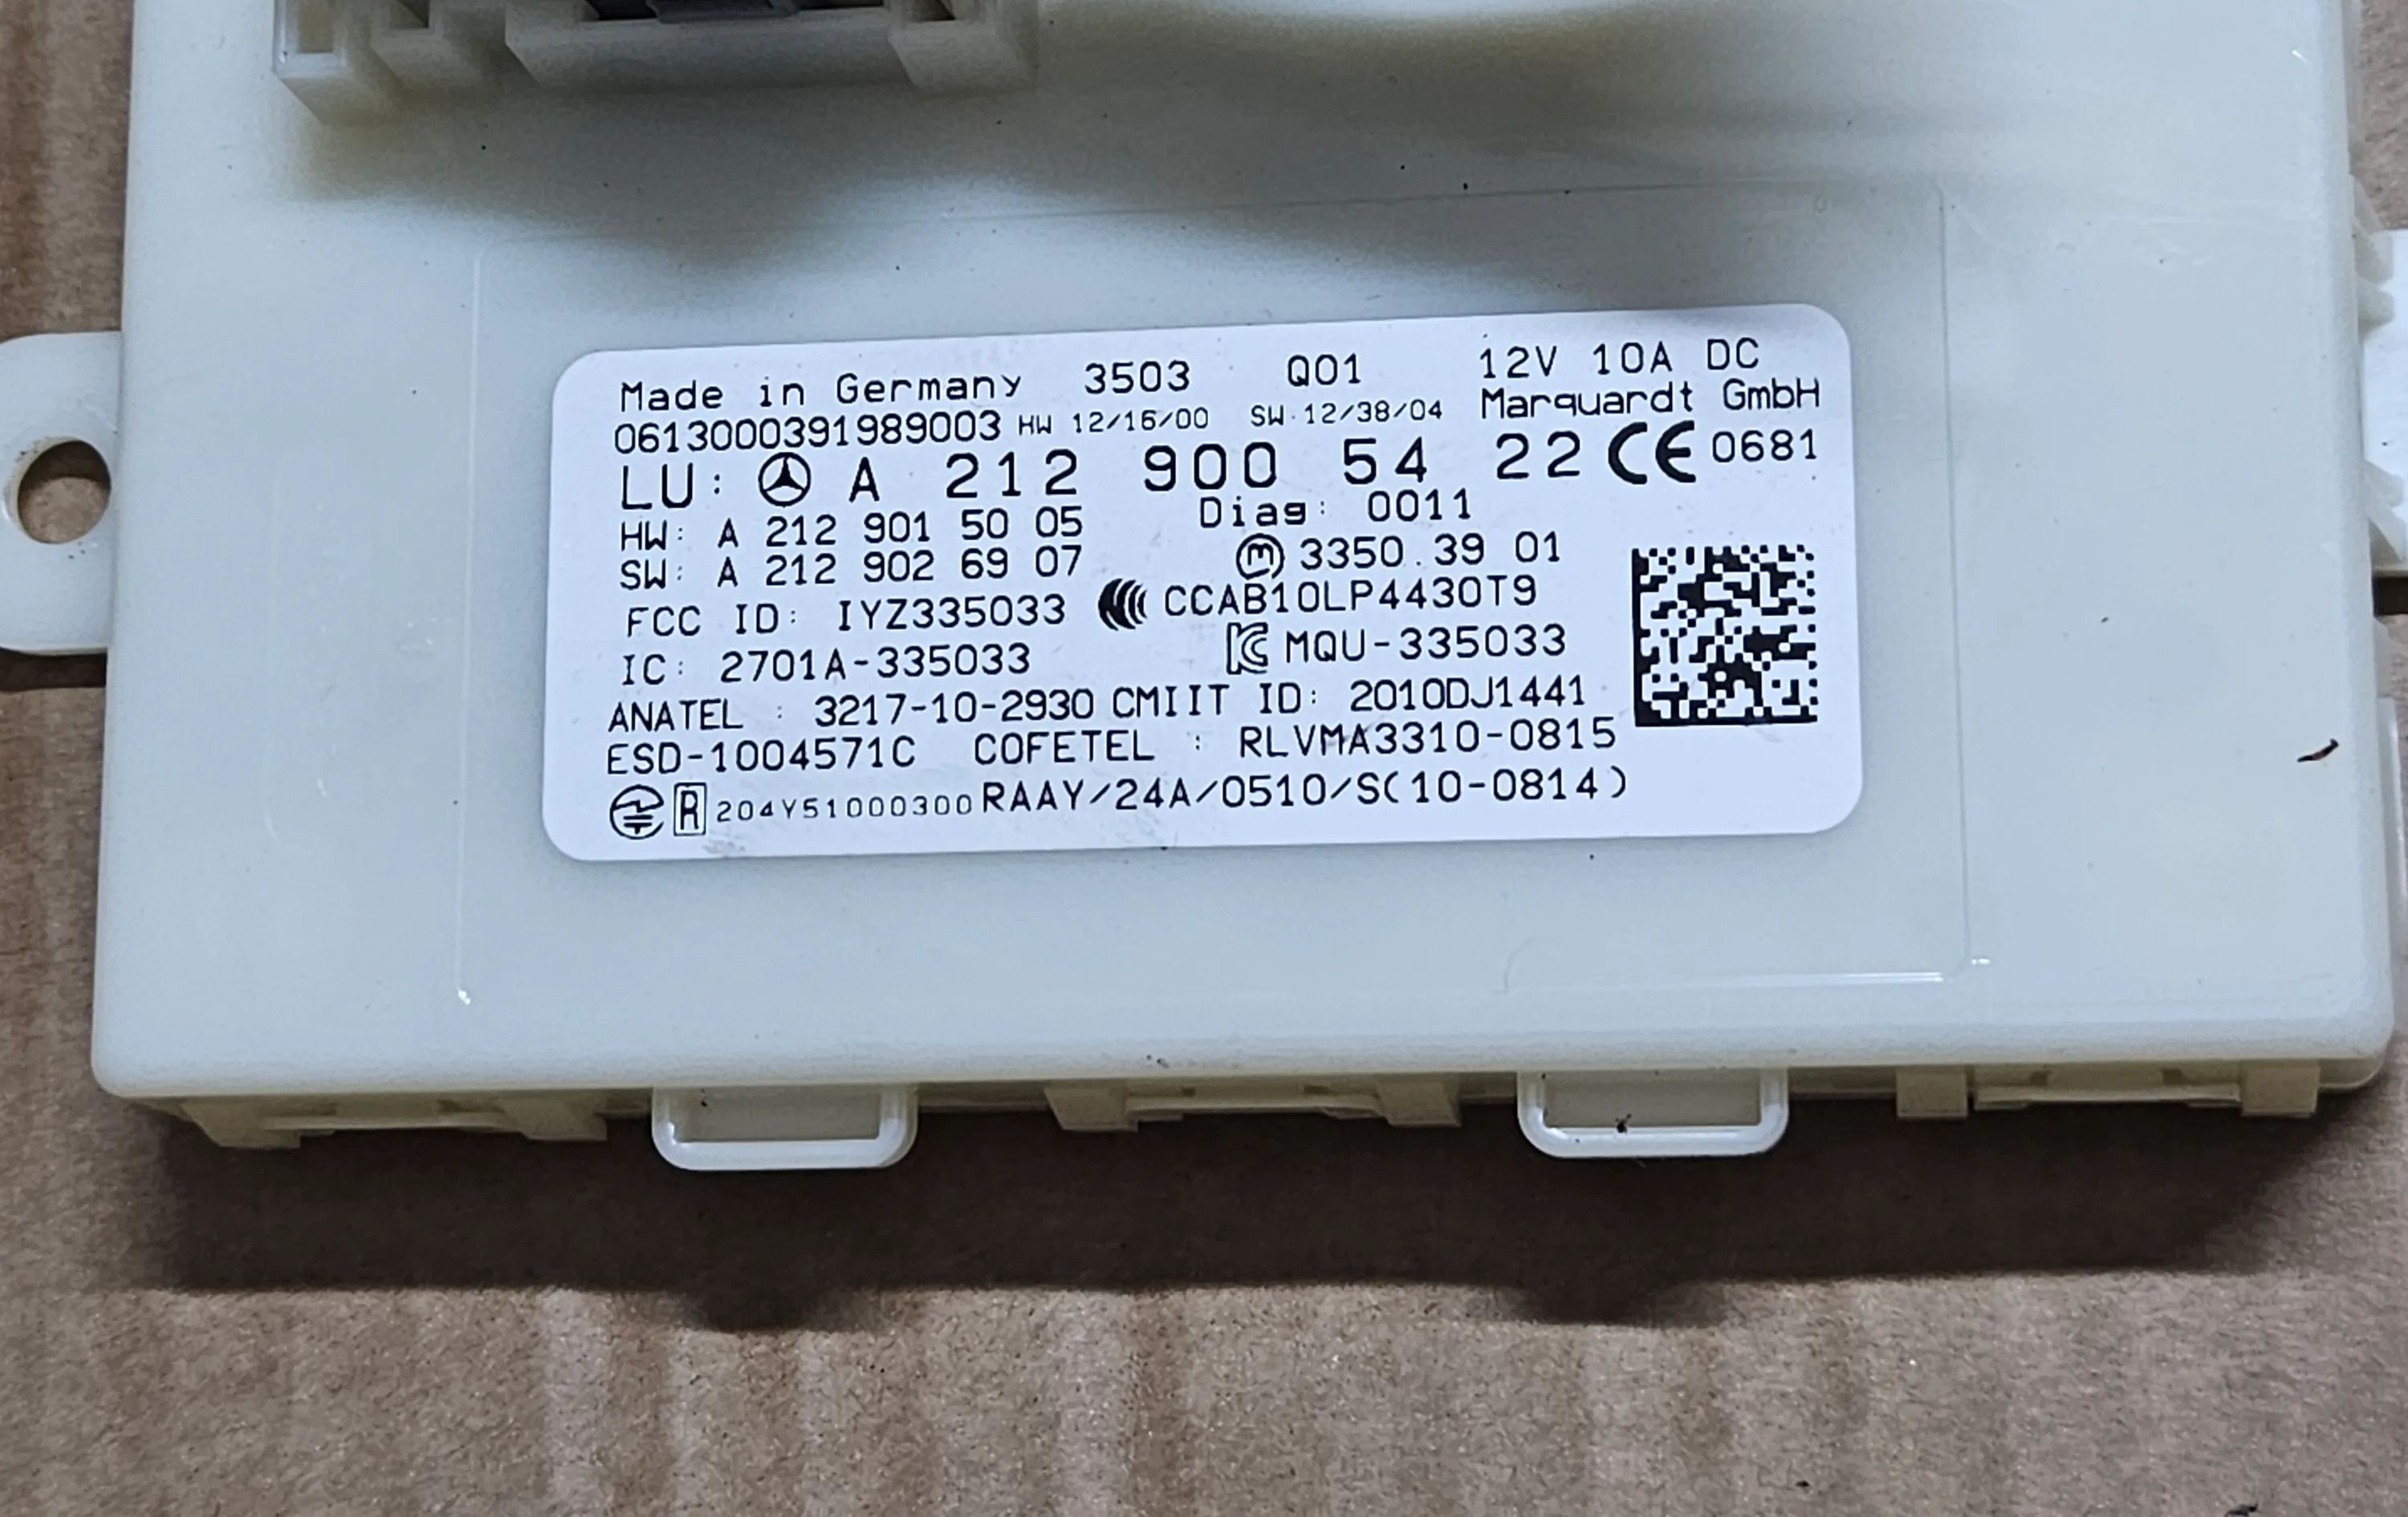 Made in Germany 3503 Q01 12V 10A DC
0613000391989003 HW 12/16/00 SW 12/38/04 Marquardt GmbH
LU: A 212 900 54 22 CE 0681
HW: A 212 901 50 05 Diag: 0011
SW: A 212 902 69 07 m 3350.39 01
FCC ID: IYZ335033 CCAB10LP4430T9
IC: 2701A-335033 KC MQU-335033
ANATEL : 3217-10-2930 CMIIT ID: 2010DJ1441
ESD-1004571C COFETEL : RLVMA3310-0815
R 204Y51000300 RAAY/24A/0510/S(10-0814)